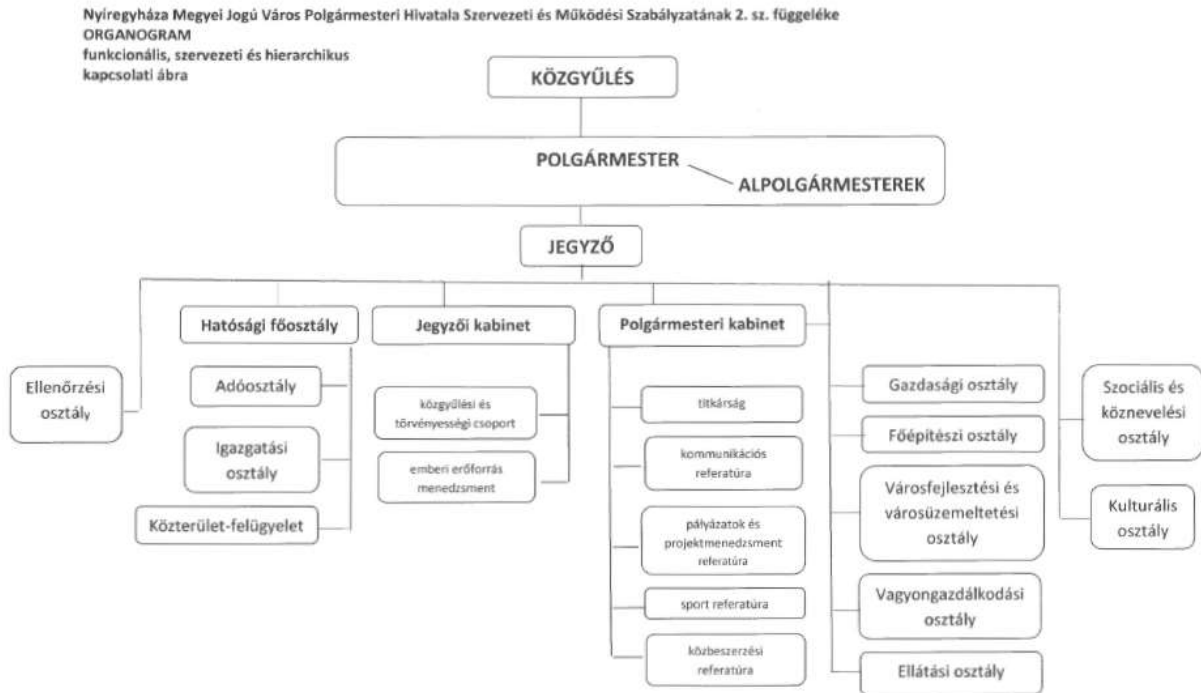 Nyíregyháza Megyei Jogú Város Polgármesteri Hivatala Szervezeti és Működési Szabályzatának 2. sz. függeléke
ORGANOGRAM
funkcionális, szervezeti és hierarchikus
kapcsolati ábra
KÖZGYŰLÉS
POLGÁRMESTER
ALPOLGÁRMESTEREK
JEGYZŐ
Ellenőrzési
osztály
Hatósági főosztály
Adóosztály
Igazgatási
osztály
Közterület-felügyelet
Jegyzői kabinet
közgyűlési és
törvényességi csoport
emberi erőforrás
menedzsment
Polgármesteri kabinet
titkárság
kommunikációs
referatúra
pályázatok és
projektmenedzsment
referatúra
sport referatúra
közbeszerzési
referatúra
Gazdasági osztály
Főépítészi osztály
Városfejlesztési és
városüzemeltetési
osztály
Vagyongazdálkodási
osztály
Ellátási osztály
Szociális és
köznevelési
osztály
Kulturális
osztály